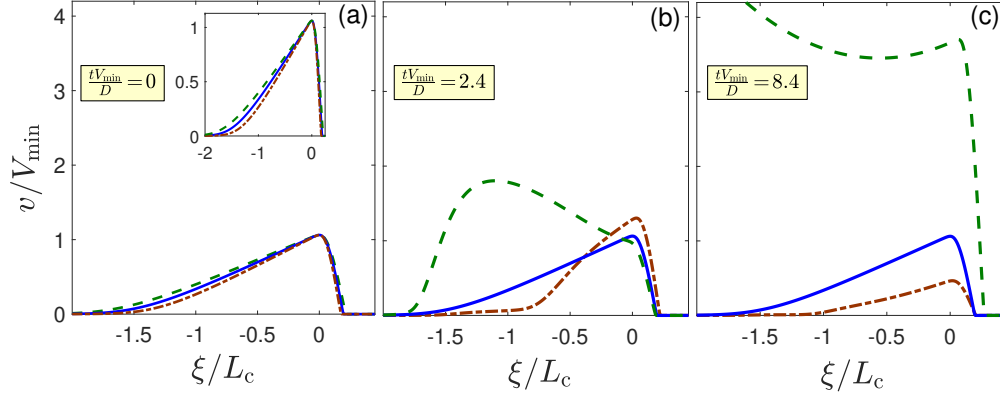 (a)
(b)
(c)
tV_min/D = 0
tV_min/D = 2.4
tV_min/D = 8.4
1
0.5
0
-2 -1 0
4
3
2
1
0
v/V_min
-1.5 -1 -0.5 0
-1.5 -1 -0.5 0
-1.5 -1 -0.5 0
ξ/L_c
ξ/L_c
ξ/L_c